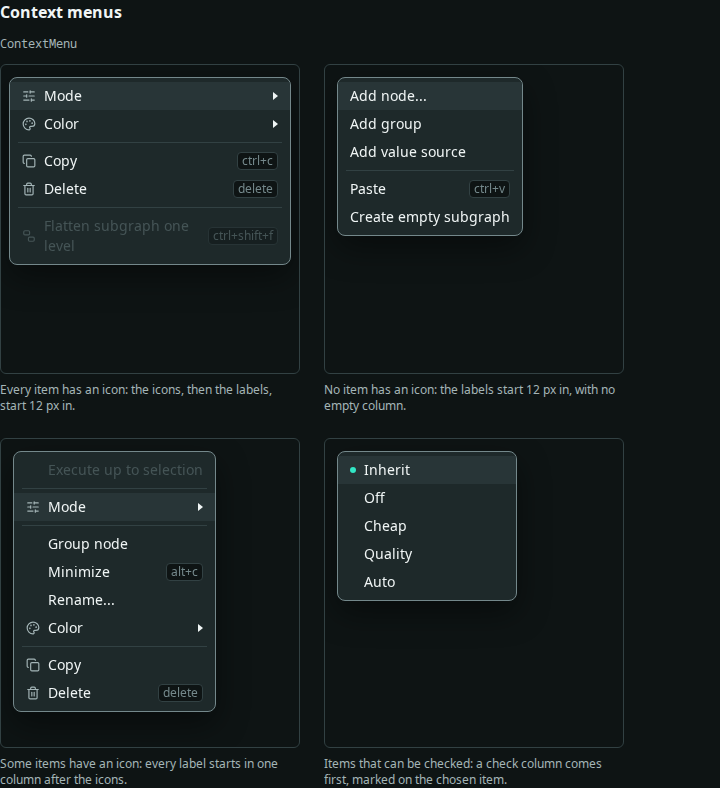 Context menus
ContextMenu
Mode
Color
Copy ctrl+c
Delete delete
Flatten subgraph one
level ctrl+shift+f
Every item has an icon: the icons, then the labels,
start 12 px in.
Add node...
Add group
Add value source
Paste ctrl+v
Create empty subgraph
No item has an icon: the labels start 12 px in, with no
empty column.
Execute up to selection
Mode
Group node
Minimize alt+c
Rename...
Color
Copy
Delete delete
Some items have an icon: every label starts in one
column after the icons.
Inherit
Off
Cheap
Quality
Auto
Items that can be checked: a check column comes
first, marked on the chosen item.